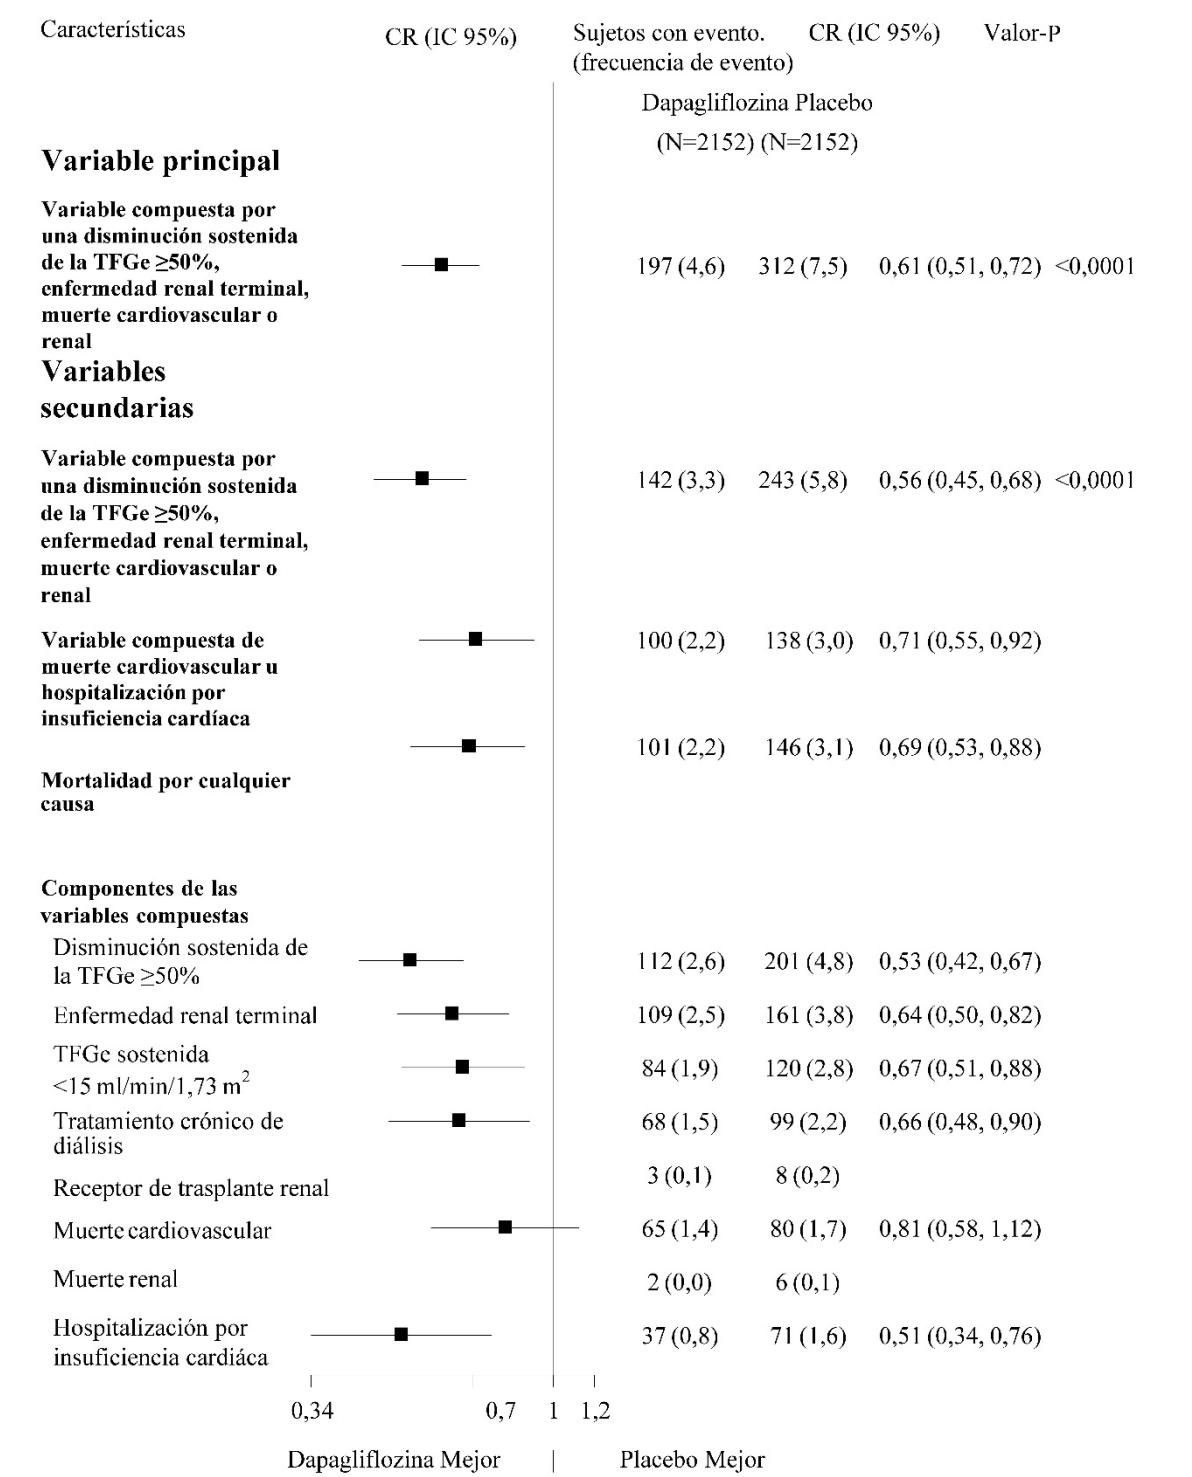 Características CR (IC 95%) Sujetos con evento. CR (IC 95%) Valor-P
(frecuencia de evento)
Dapagliflozina Placebo
(N=2152) (N=2152)
Variable principal
Variable compuesta por
una disminución sostenida
de la TFGe ≥50%,
enfermedad renal terminal, 197 (4,6) 312 (7,5) 0,61 (0,51, 0,72) <0,0001
muerte cardiovascular o
renal
Variables
secundarias
Variable compuesta por
una disminución sostenida 142 (3,3) 243 (5,8) 0,56 (0,45, 0,68) <0,0001
de la TFGe ≥50%,
enfermedad renal terminal,
muerte cardiovascular o
renal
Variable compuesta de 100 (2,2) 138 (3,0) 0,71 (0,55, 0,92)
muerte cardiovascular u
hospitalización por
insuficiencia cardíaca
101 (2,2) 146 (3,1) 0,69 (0,53, 0,88)
Mortalidad por cualquier
causa
Componentes de las
variables compuestas
Disminución sostenida de
la TFGe ≥50% 112 (2,6) 201 (4,8) 0,53 (0,42, 0,67)
Enfermedad renal terminal 109 (2,5) 161 (3,8) 0,64 (0,50, 0,82)
TFGe sostenida
<15 ml/min/1,73 m² 84 (1,9) 120 (2,8) 0,67 (0,51, 0,88)
Tratamiento crónico de 68 (1,5) 99 (2,2) 0,66 (0,48, 0,90)
diálisis
Receptor de trasplante renal 3 (0,1) 8 (0,2)
Muerte cardiovascular 65 (1,4) 80 (1,7) 0,81 (0,58, 1,12)
Muerte renal 2 (0,0) 6 (0,1)
Hospitalización por 37 (0,8) 71 (1,6) 0,51 (0,34, 0,76)
insuficiencia cardiáca
0,34 0,7 1 1,2
Dapagliflozina Mejor | Placebo Mejor